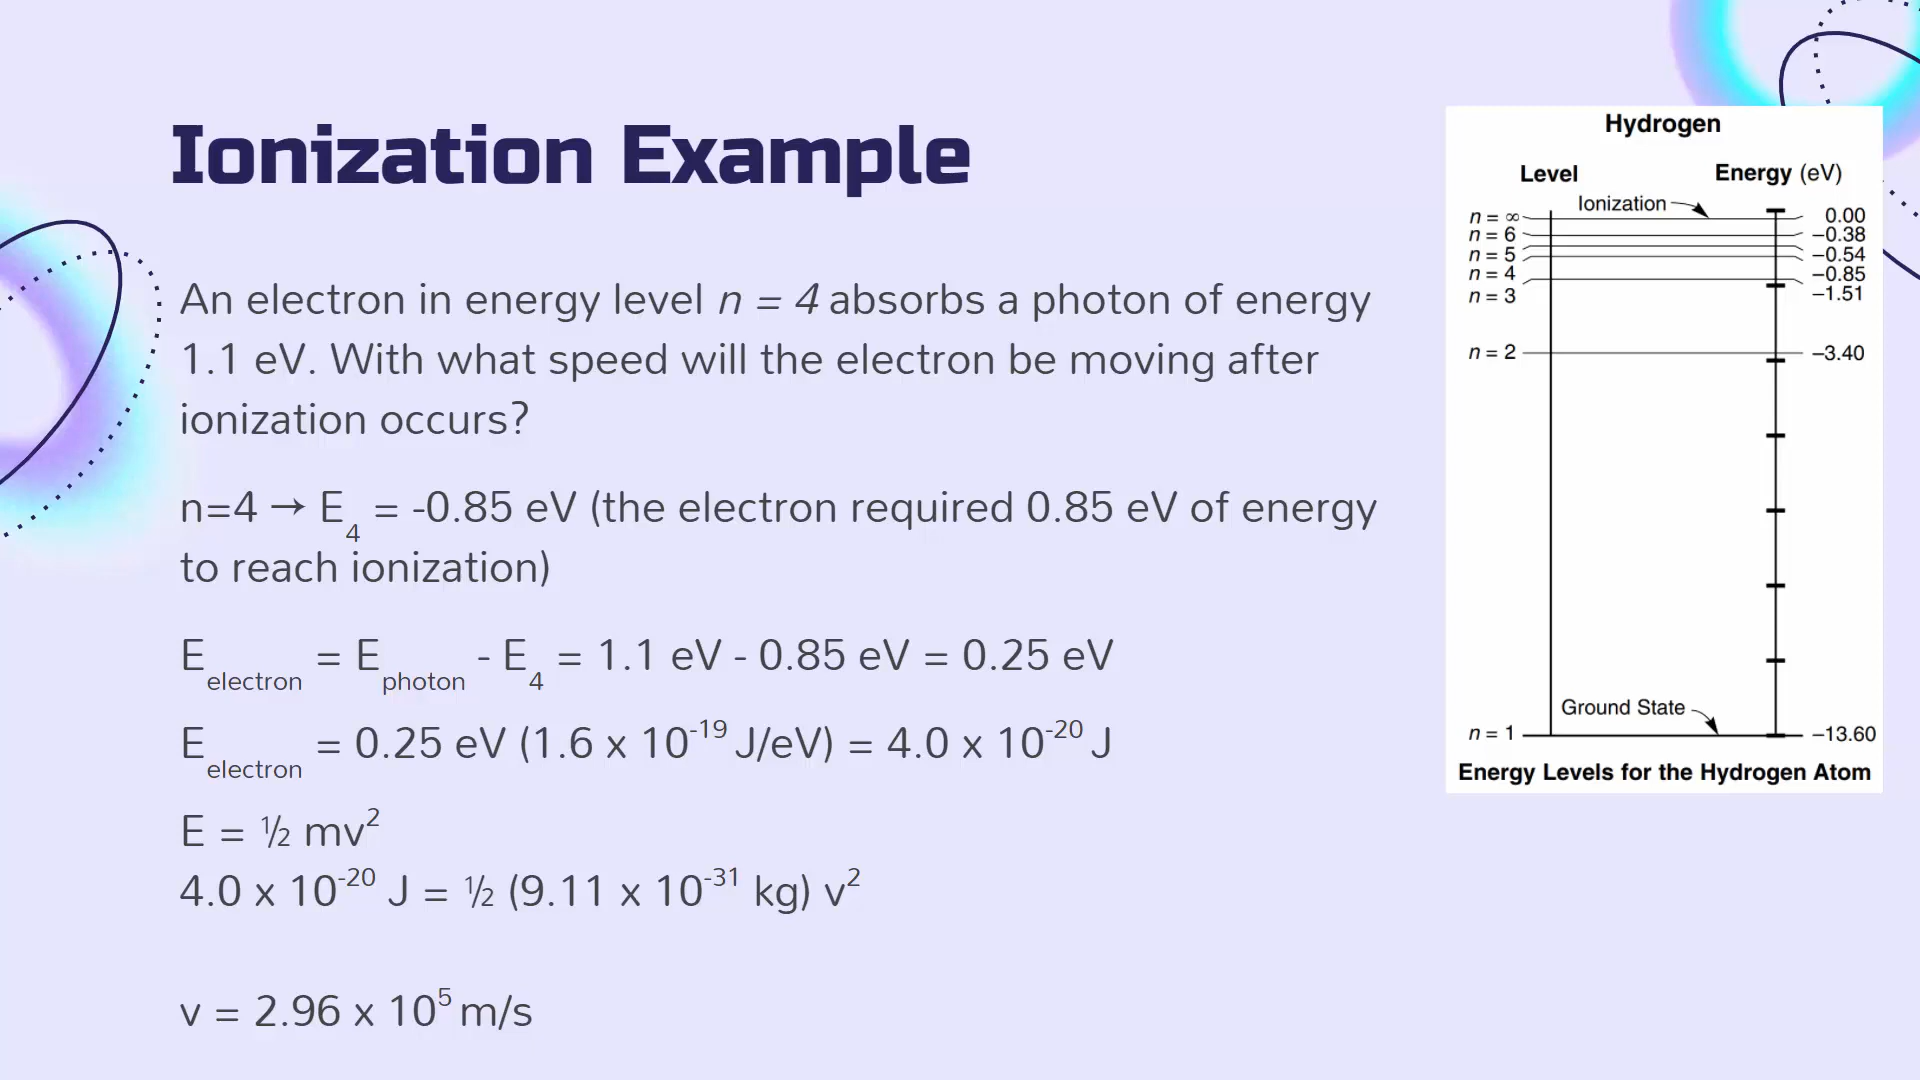 Ionization Example
An electron in energy level n = 4 absorbs a photon of energy
1.1 eV. With what speed will the electron be moving after
ionization occurs?
n=4 → E₄ = -0.85 eV (the electron required 0.85 eV of energy
to reach ionization)
E_electron = E_photon - E₄ = 1.1 eV - 0.85 eV = 0.25 eV
E_electron = 0.25 eV (1.6 x 10⁻¹⁹ J/eV) = 4.0 x 10⁻²⁰ J
E = ½ mv²
4.0 x 10⁻²⁰ J = ½ (9.11 x 10⁻³¹ kg) v²
v = 2.96 x 10⁵ m/s
Hydrogen
Level Energy (eV)
Ionization
n = ∞ 0.00
n = 6 −0.38
n = 5 −0.54
n = 4 −0.85
n = 3 −1.51
n = 2 −3.40
Ground State
n = 1 −13.60
Energy Levels for the Hydrogen Atom